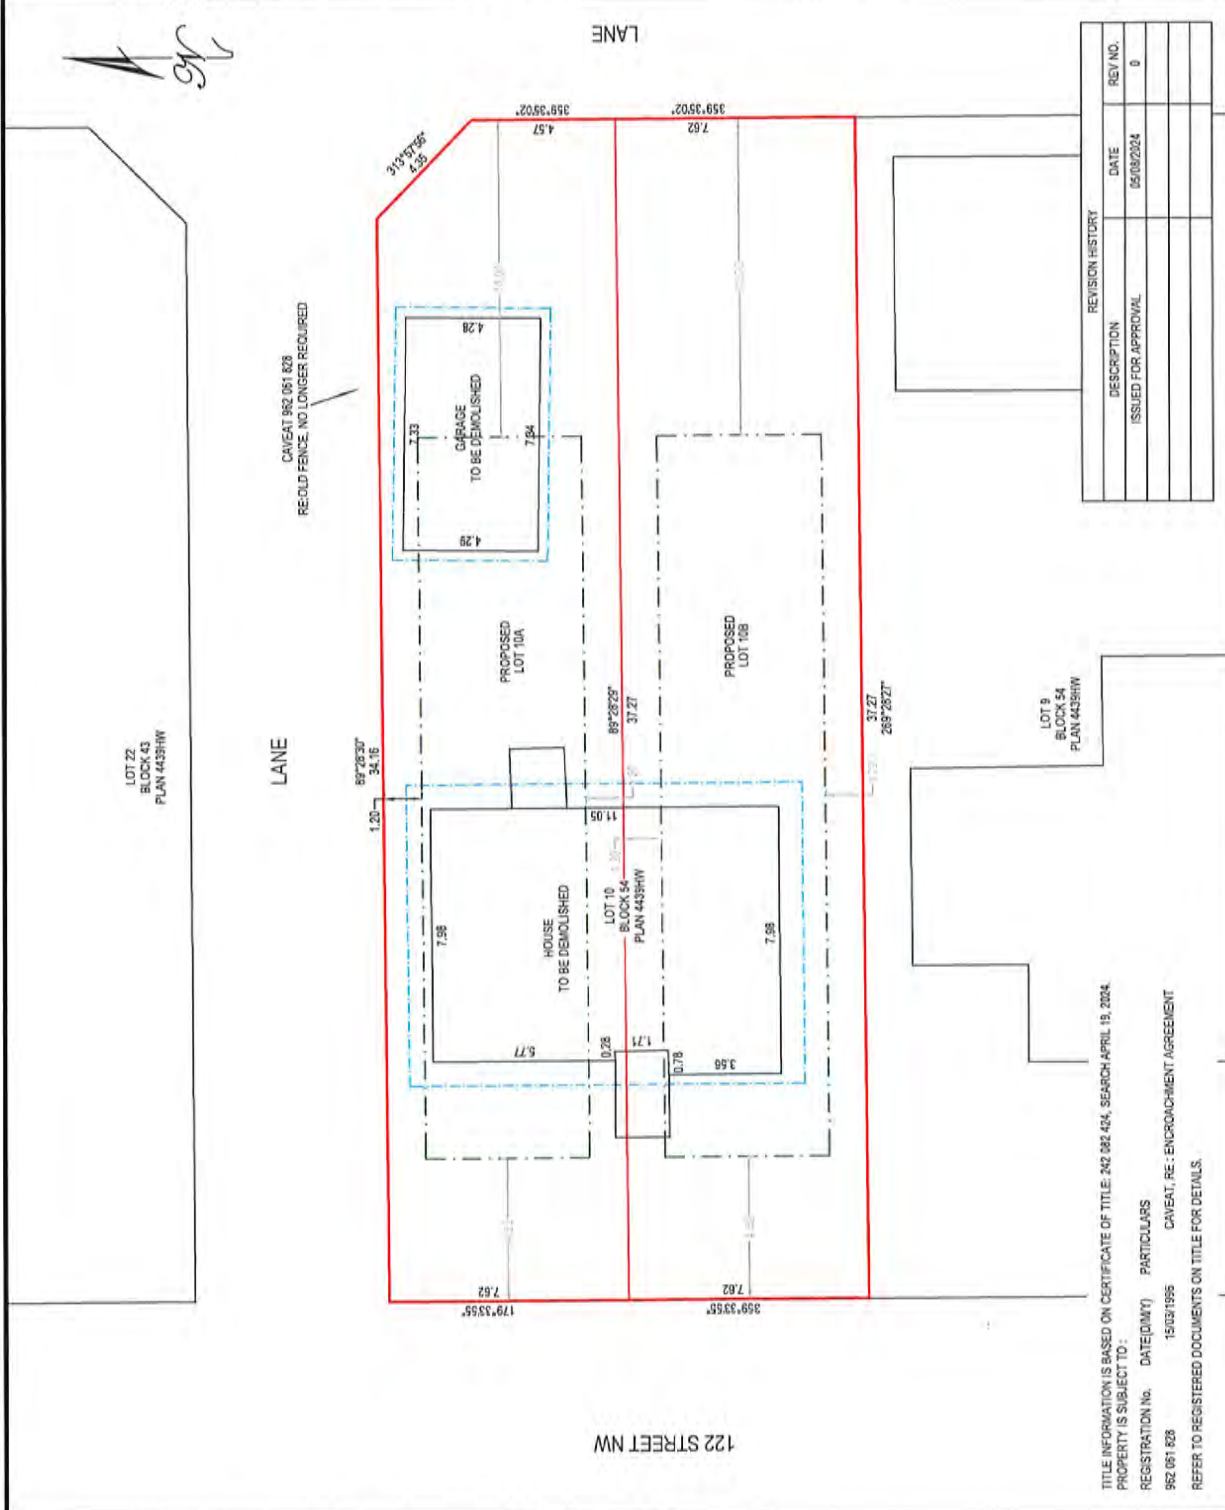 LANE
LOT 22
BLOCK 43
PLAN 4439HW
LANE
CAVEAT 962 061 828
RE:OLD FENCE, NO LONGER REQUIRED
313°57'56"
4.35
359°35'02"
4.57
359°35'02"
7.62
89°28'30"
34.16
1.20
7.33
4.28
GARAGE
TO BE DEMOLISHED
7.34
4.29
PROPOSED
LOT 10A
PROPOSED
LOT 10B
89°28'29"
37.27
37.27
269°28'27"
11.05
7.98
HOUSE
TO BE DEMOLISHED
LOT 10
BLOCK 54
PLAN 4439HW
7.98
5.77
0.28
1.71
0.78
3.56
7.62
179°33'55"
7.62
359°33'55"
122 STREET NW
LOT 9
BLOCK 54
PLAN 4439HW
REVISION HISTORY
DESCRIPTION DATE REV NO.
ISSUED FOR APPROVAL 05/08/2024 0
TITLE INFORMATION IS BASED ON CERTIFICATE OF TITLE: 242 082 424, SEARCH APRIL 19, 2024.
PROPERTY IS SUBJECT TO :
REGISTRATION No. DATE(D/M/Y) PARTICULARS
962 061 828 15/03/1996 CAVEAT, RE : ENCROACHMENT AGREEMENT
REFER TO REGISTERED DOCUMENTS ON TITLE FOR DETAILS.